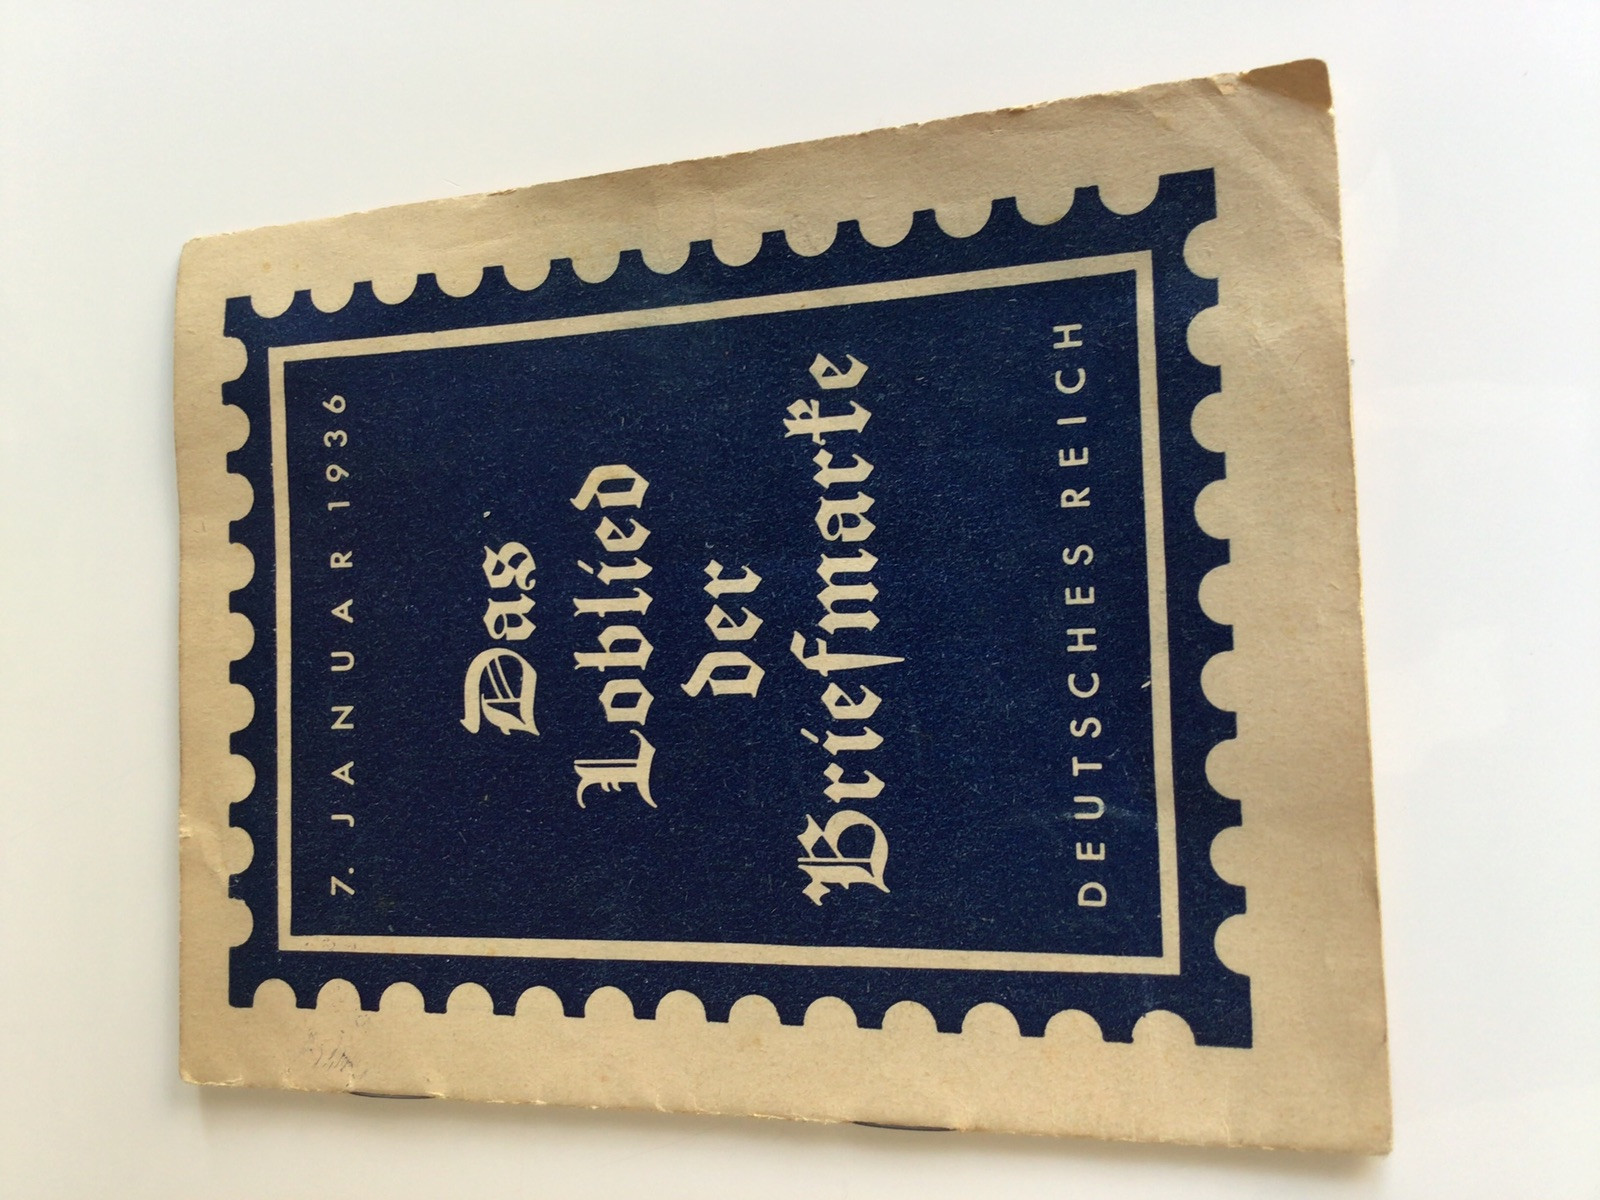 7. JANUAR 1936
Das
Loblied
der
Briefmarke
DEUTSCHES REICH